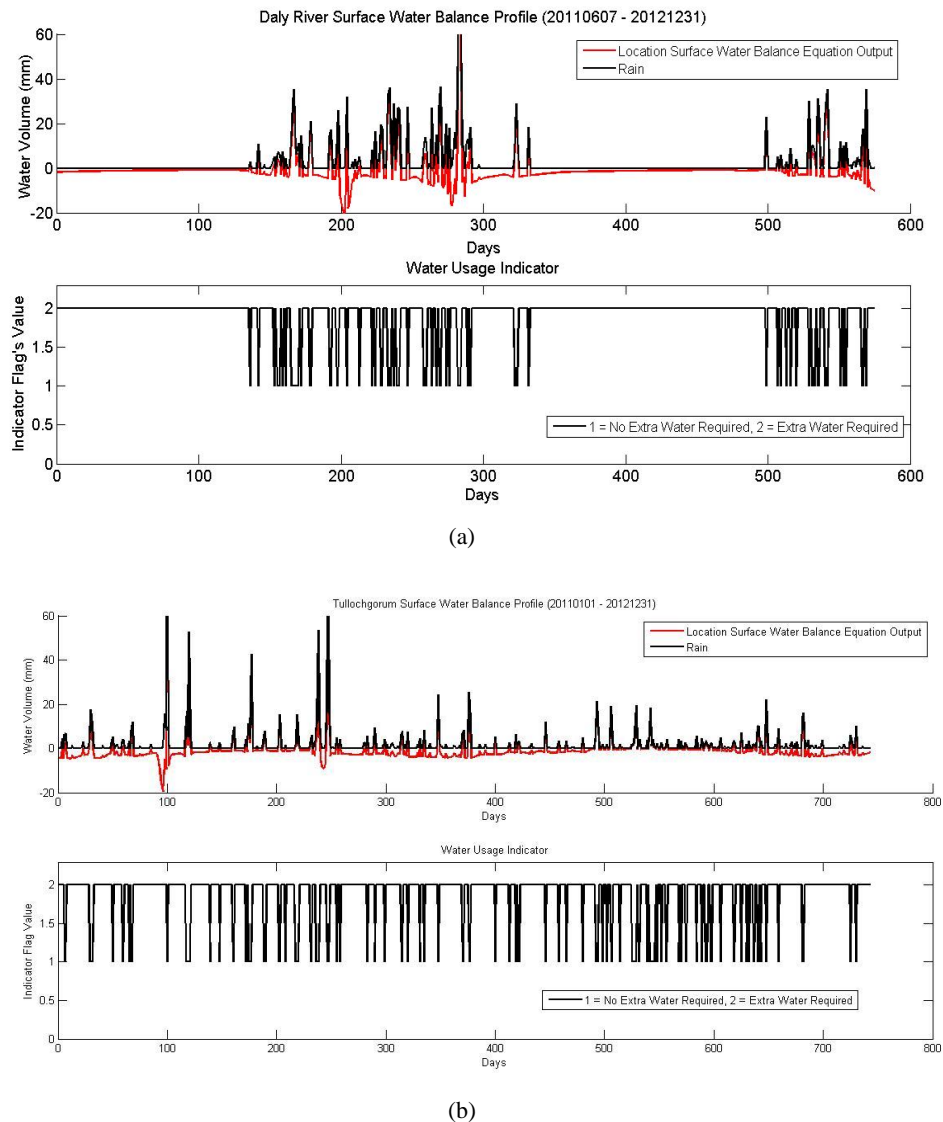 Daly River Surface Water Balance Profile (20110607 - 20121231)
Water Volume (mm)
60
40
20
0
-20
Location Surface Water Balance Equation Output
Rain
0 100 200 300 400 500 600
Days
Water Usage Indicator
Indicator Flag's Value
2
1.5
1
0.5
0
1 = No Extra Water Required, 2 = Extra Water Required
0 100 200 300 400 500 600
Days
(a)
Tullochgorum Surface Water Balance Profile (20110101 - 20121231)
Water Volume (mm)
60
40
20
0
-20
Location Surface Water Balance Equation Output
Rain
0 100 200 300 400 500 600 700 800
Days
Water Usage Indicator
Indicator Flag Value
2
1.5
1
0.5
0
1 = No Extra Water Required, 2 = Extra Water Required
0 100 200 300 400 500 600 700 800
Days
(b)